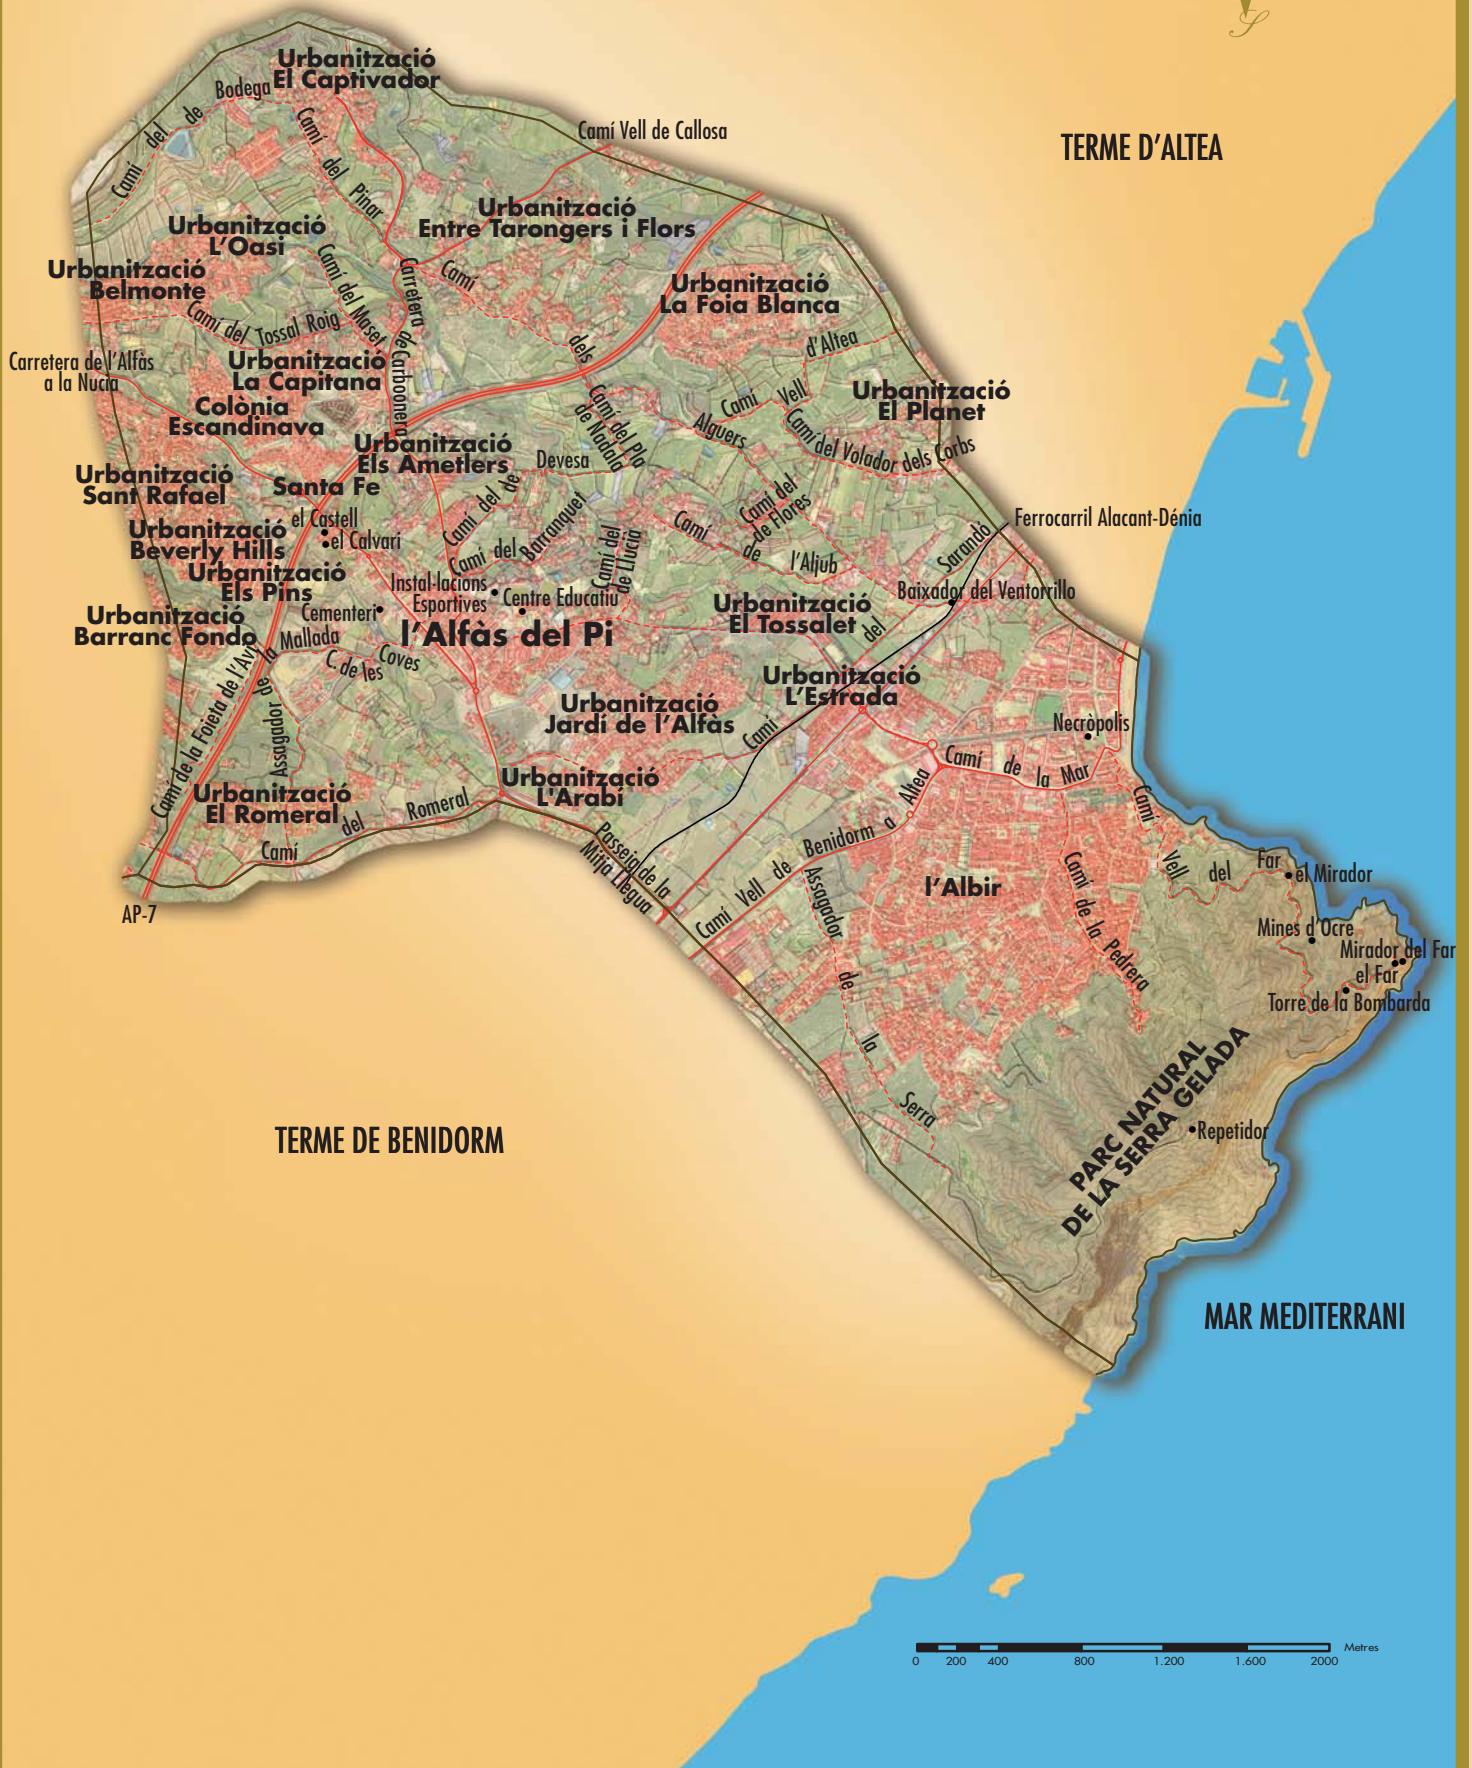 S
Urbanització
El Captivador
Camí del de Bodega
Camí del Pinar
Camí Vell de Callosa
TERME D'ALTEA
Urbanització
Entre Tarongers i Flors
Urbanització
L'Oasi
Urbanització
Belmonte
Camí del Maset
Carretera de Carboonera
Camí dels Alguers
Urbanització
La Foia Blanca
Camí del Tossal Roig
Camí Vell d'Altea
Carretera de l'Alfàs
a la Nucia
Urbanització
La Capitana
Colònia
Escandinava
Urbanització
El Planet
Camí del Pla
de Nadala
Camí del Volador dels Corbs
Urbanització
Els Ametlers
Devesa
Camí del de
Urbanització
Sant Rafael
Santa Fe
Camí del
de Flores
Urbanització
Beverly Hills
el Castell
el Calvari
Camí del Barranquet
Camí del
de Llucia
Camí de l'Aljub
Sarandó
Ferrocarril Alacant-Dénia
Urbanització
Els Pins
Instal·lacions
Esportives
Centre Educatiu
Baixador del Ventorrillo
Urbanització
Barranc Fondo
Cementeri
l'Alfàs del Pi
Urbanització
El Tossalet
Mallada
la
de
Assagador
C. de les Coves
Camí de la Foieta de l'Avi
Urbanització
L'Estrada
Urbanització
Jardí de l'Alfàs
Camí del
Necròpolis
Camí de la Mar
Urbanització
El Romeral
Urbanització
L'Arabí
Camí del Romeral
Camí Vell de Benidorm a Altea
Passeig de la
Mitja Llegua
Camí Vell del Far
el Mirador
l'Albir
AP-7
Assagador de la Serra
Camí de la Pedrera
Mines d'Ocre
Mirador del Far
el Far
Torre de la Bombarda
PARC NATURAL
DE LA SERRA GELADA
Repetidor
TERME DE BENIDORM
MAR MEDITERRANI
Metres
0 200 400 800 1.200 1.600 2000